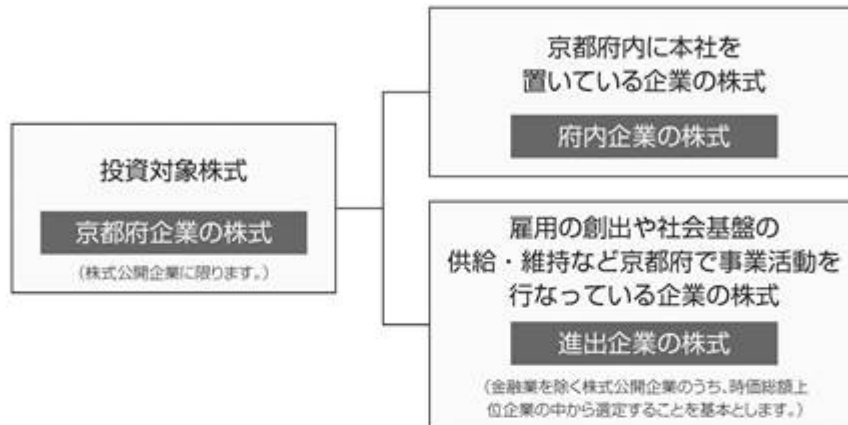 投資対象株式
京都府企業の株式
(株式公開企業に限ります。)
京都府内に本社を
置いている企業の株式
府内企業の株式
雇用の創出や社会基盤の
供給・維持など京都府で事業活動を
行なっている企業の株式
進出企業の株式
(金融業を除く株式公開企業のうち、時価総額上
位企業の中から選定することを基本とします。)